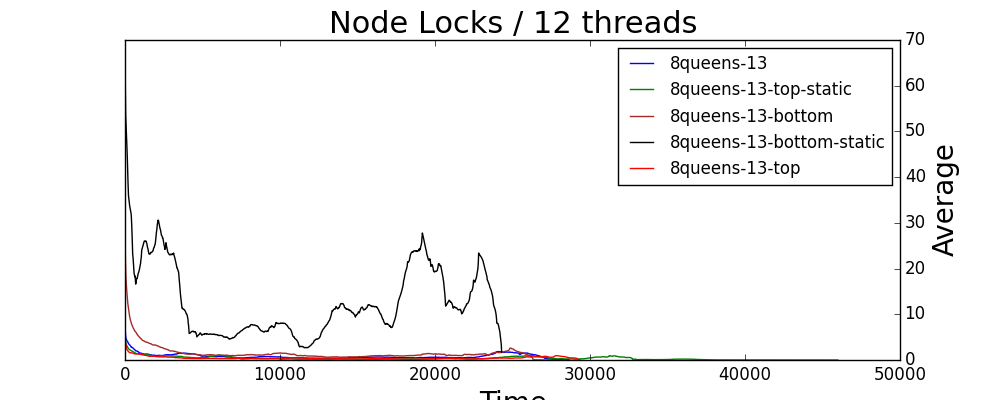 Node Locks / 12 threads
70
60
50
40
30
20
10
0
Average
8queens-13
8queens-13-top-static
8queens-13-bottom
8queens-13-bottom-static
8queens-13-top
0 10000 20000 30000 40000 50000
Time